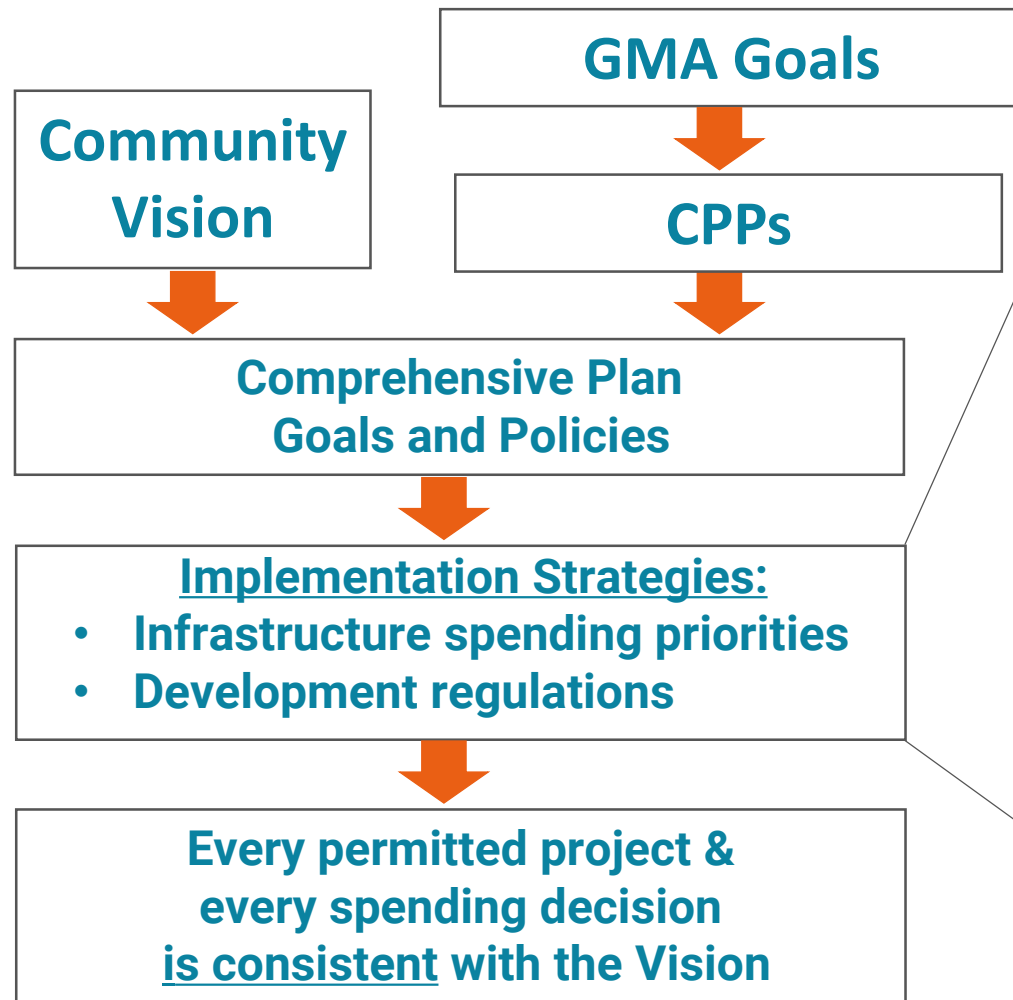 GMA Goals
Community
Vision
CPPs
Comprehensive Plan
Goals and Policies
Implementation Strategies:
• Infrastructure spending priorities
• Development regulations
Every permitted project &
every spending decision
is consistent with the Vision